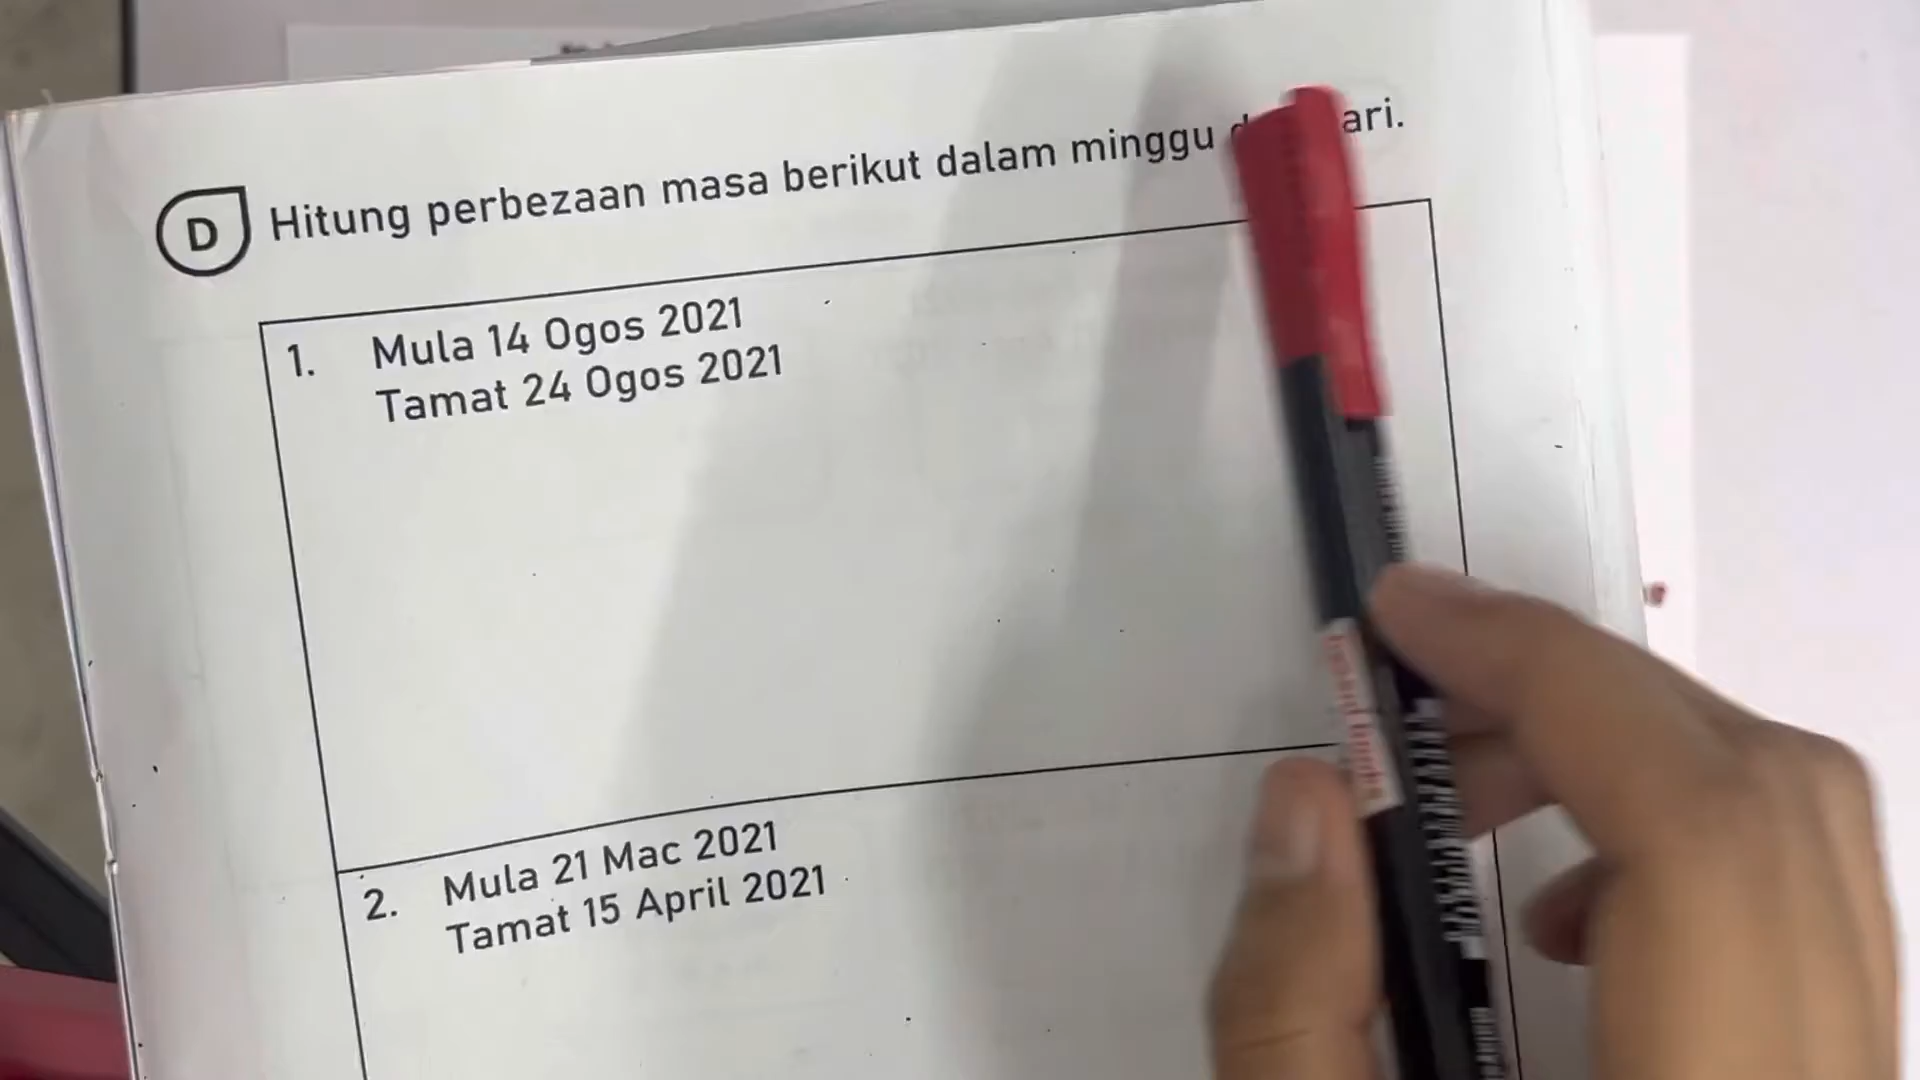 D Hitung perbezaan masa berikut dalam minggu
1. Mula 14 Ogos 2021
Tamat 24 Ogos 2021
2. Mula 21 Mac 2021
Tamat 15 April 2021